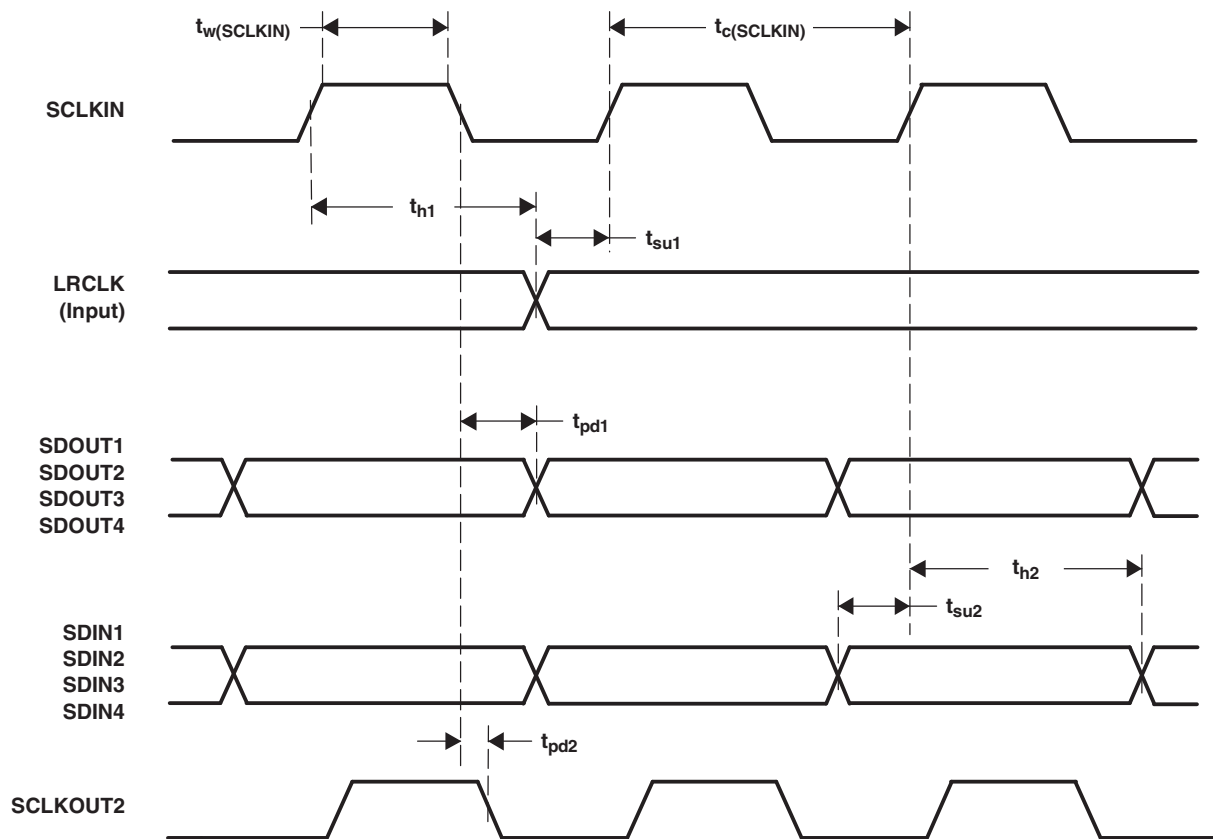 tw(SCLKIN)
tc(SCLKIN)
SCLKIN
th1
tsu1
LRCLK
(Input)
tpd1
SDOUT1
SDOUT2
SDOUT3
SDOUT4
th2
tsu2
SDIN1
SDIN2
SDIN3
SDIN4
tpd2
SCLKOUT2